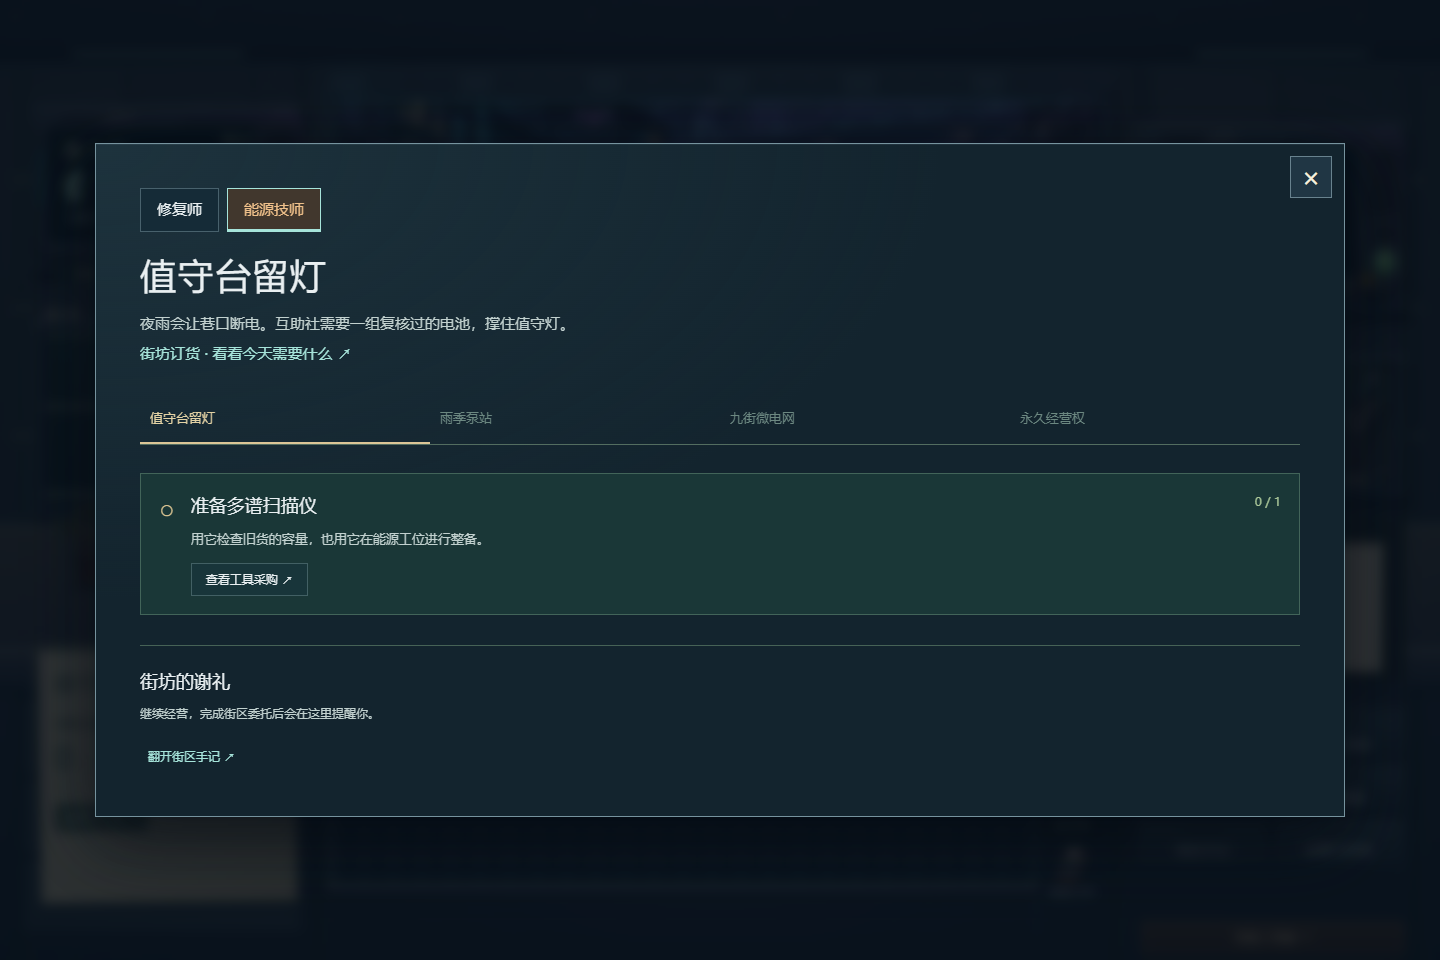 修复师
能源技师
值守台留灯
夜雨会让巷口断电。互助社需要一组复核过的电池，撑住值守灯。
街坊订货 · 看看今天需要什么 ↗
值守台留灯
雨季泵站
九街微电网
永久经营权
准备多谱扫描仪
0 / 1
用它检查旧货的容量，也用它在能源工位进行整备。
查看工具采购 ↗
街坊的谢礼
继续经营，完成街区委托后会在这里提醒你。
翻开街区手记 ↗